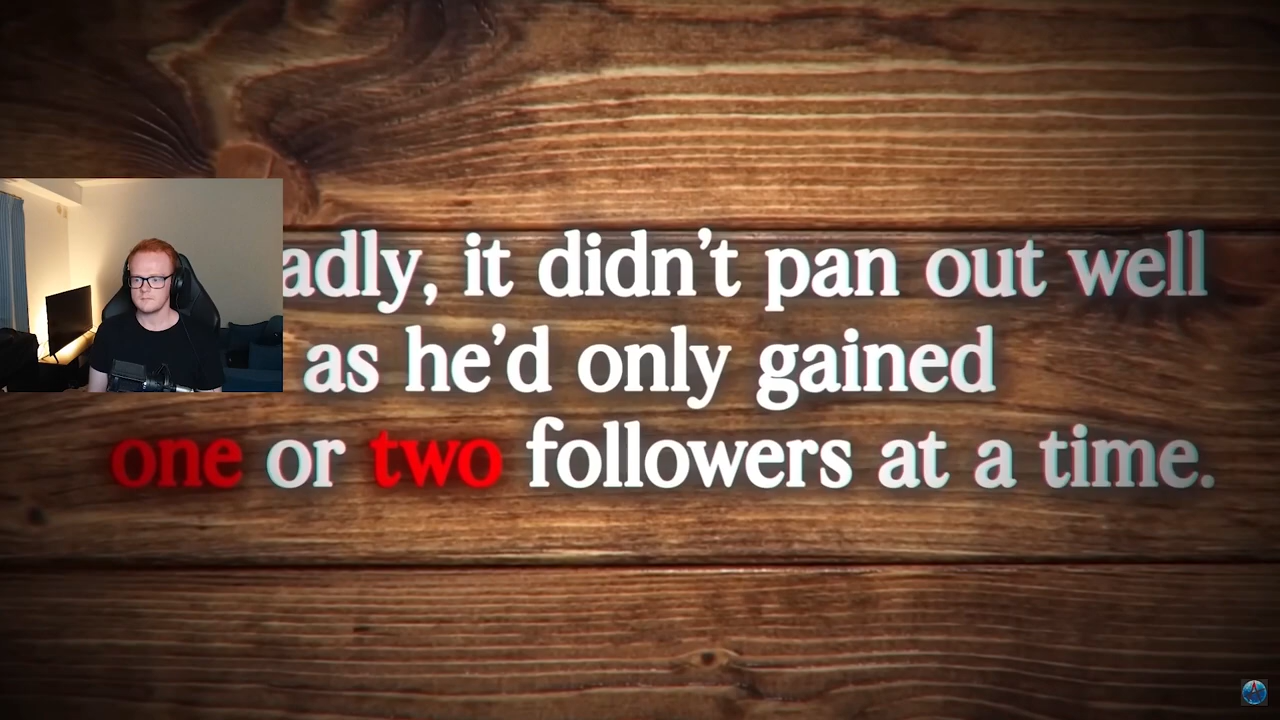 adly, it didn't pan out well
as he'd only gained
one or two followers at a time.